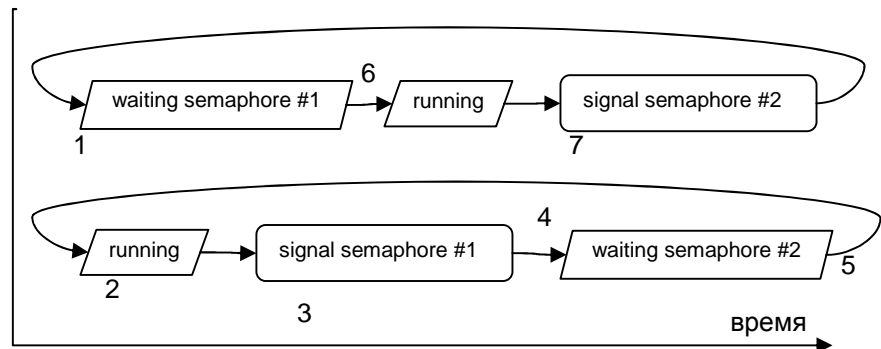 6
waiting semaphore #1
running
signal semaphore #2
1
7
4
running
signal semaphore #1
waiting semaphore #2
5
2
3
время